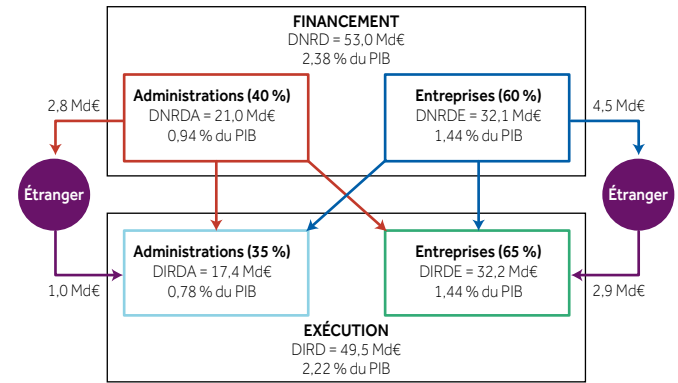 FINANCEMENT
DNRD = 53,0 Md€
2,38 % du PIB
Administrations (40 %)
DNRDA = 21,0 Md€
0,94 % du PIB
Entreprises (60 %)
DNRDE = 32,1 Md€
1,44 % du PIB
2,8 Md€
4,5 Md€
Étranger
Étranger
Administrations (35 %)
DIRDA = 17,4 Md€
0,78 % du PIB
Entreprises (65 %)
DIRDE = 32,2 Md€
1,44 % du PIB
1,0 Md€
2,9 Md€
EXÉCUTION
DIRD = 49,5 Md€
2,22 % du PIB